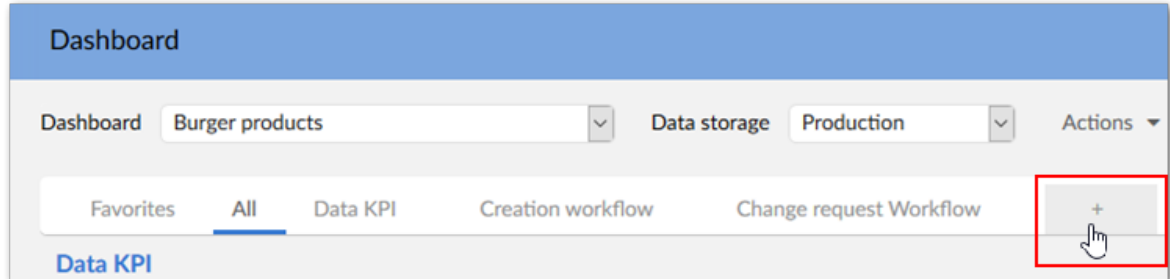 Dashboard
Dashboard Burger products Data storage Production Actions
Favorites All Data KPI Creation workflow Change request Workflow +
Data KPI